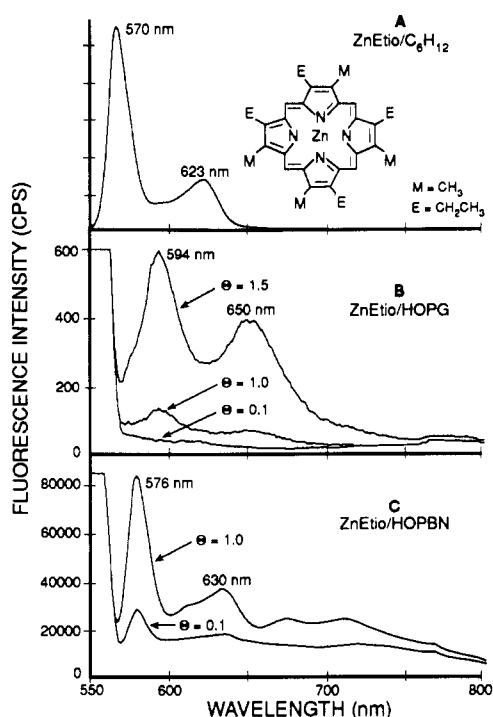 FLUORESCENCE INTENSITY (CPS)
A
ZnEtio/C₆H₁₂
570 nm
623 nm
M
E
E
N
N
Zn
N
N
M
M
M
E
E
M = CH₃
E = CH₂CH₃
600
400
200
0
B
ZnEtio/HOPG
594 nm
Θ = 1.5
650 nm
Θ = 1.0
Θ = 0.1
80000
60000
40000
20000
0
C
ZnEtio/HOPBN
576 nm
Θ = 1.0
630 nm
Θ = 0.1
550
600
700
800
WAVELENGTH (nm)